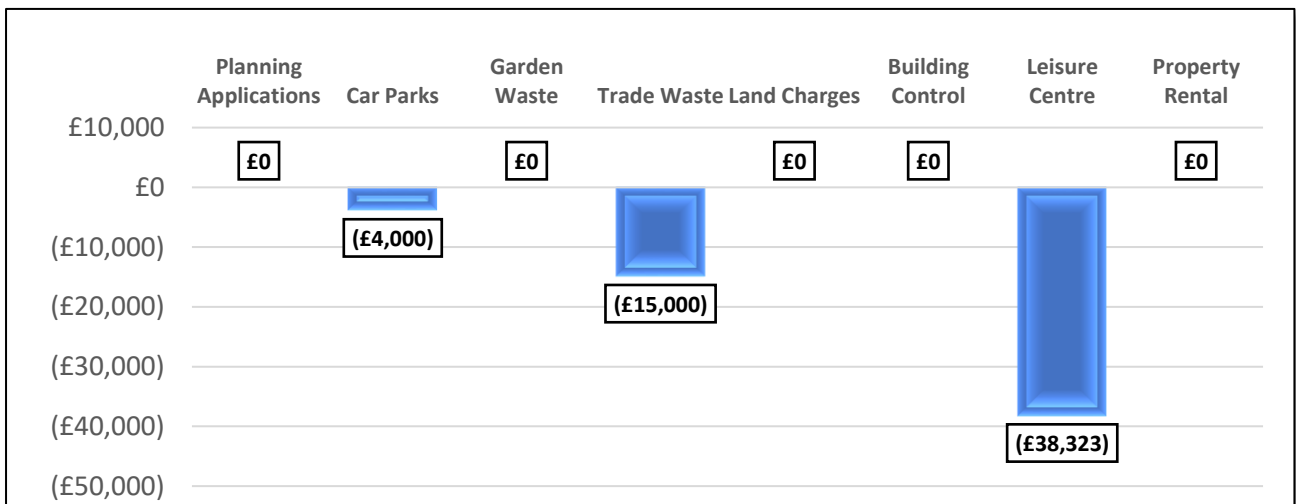 Planning
Applications
Car Parks
Garden
Waste
Trade Waste
Land Charges
Building
Control
Leisure
Centre
Property
Rental
£10,000
£0
(£10,000)
(£20,000)
(£30,000)
(£40,000)
(£50,000)
£0
(£4,000)
£0
(£15,000)
£0
£0
(£38,323)
£0